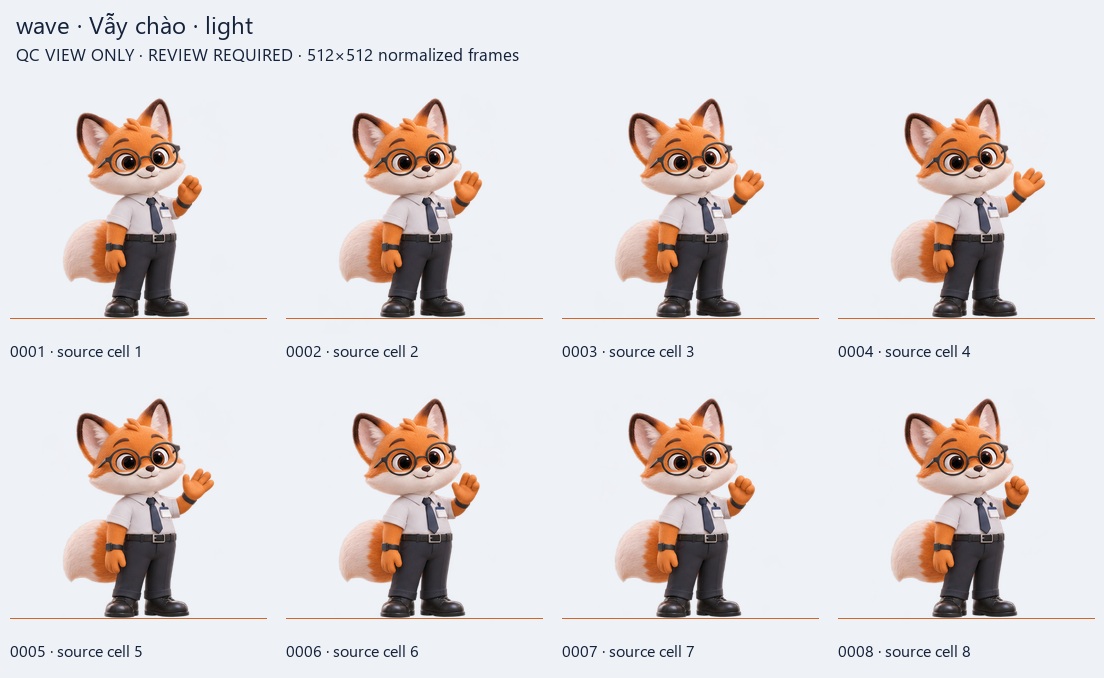 wave · Vẫy chào · light
QC VIEW ONLY · REVIEW REQUIRED · 512×512 normalized frames
0001 · source cell 1
0002 · source cell 2
0003 · source cell 3
0004 · source cell 4
0005 · source cell 5
0006 · source cell 6
0007 · source cell 7
0008 · source cell 8